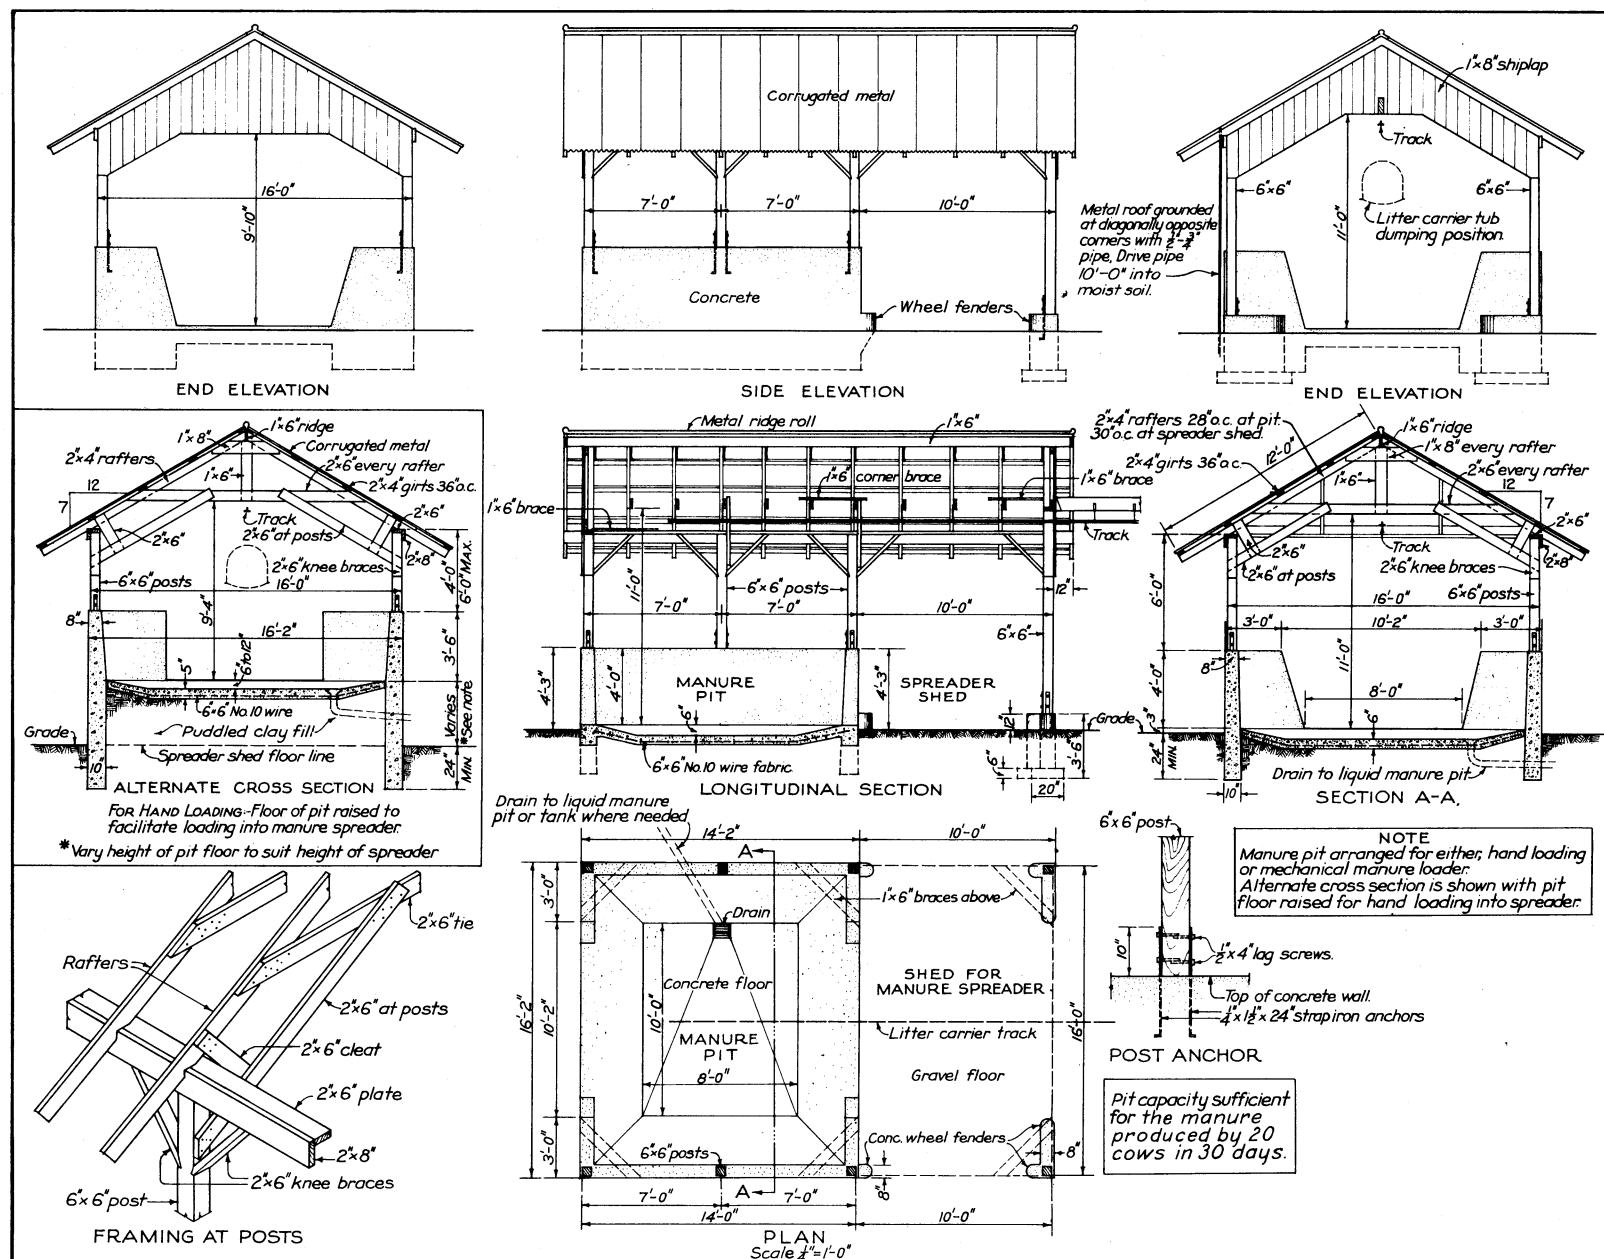 16'-0"
9'-10"
END ELEVATION
Corrugated metal
7'-0"
7'-0"
10'-0"
Concrete
Wheel fenders
SIDE ELEVATION
1"x8" shiplap
Track
6"x6"
6"x6"
11'-0"
Litter carrier tub
dumping position.
Metal roof grounded
at diagonally opposite
corners with 1/2"-3/4"
pipe, Drive pipe
10'-0" into
moist soil.
END ELEVATION
1"x6" ridge
1"x8"
Corrugated metal
2"x4" rafters
2"x6" every rafter
1"x6"
2"x4" girts 36" o.c.
12
7
Track
2"x6"
2"x6"
2"x6" at posts
2"x8"
2"x6" knee braces
6"x6" posts
16'-0"
4'-0"
6'-0" MAX.
9'-4"
8"
16'-2"
3'-6"
5"
6" to 12"
6"x6" No. 10 wire
Varies
*See note
Puddled clay fill
Grade
Spreader shed floor line
10"
24"
MIN.
ALTERNATE CROSS SECTION
FOR HAND LOADING:-Floor of pit raised to
facilitate loading into manure spreader.
*Vary height of pit floor to suit height of spreader
Metal ridge roll
1"x6"
1"x6" corner brace
1"x6" brace
1"x6" brace
Track
11'-0"
6"x6" posts
12"
7'-0"
7'-0"
10'-0"
6"x6"
4'-3"
4'-0"
MANURE
PIT
4'-3"
SPREADER
SHED
6"
12"
Grade
3'-6"
6"
20"
6"x6" No. 10 wire fabric.
LONGITUDINAL SECTION
2"x4" rafters 28" o.c. at pit.
30" o.c. at spreader shed.
12'-0"
1"x6" ridge
1"x8" every rafter
2"x4" girts 36" o.c.
2"x6" every rafter
1"x6"
12
7
2"x6"
2"x6"
Track
2"x8"
2"x6" at posts
2"x6" knee braces
6'-0"
6"x6" posts
16'-0"
3'-0"
10'-2"
3'-0"
8"
11'-0"
4'-0"
8'-0"
3"
6"
24"
MIN.
Drain to liquid manure pit
10"
SECTION A-A.
Rafters
2"x6" tie
2"x6" at posts
2"x6" cleat
2"x6" plate
2"x8"
2"x6" knee braces
6"x6" post
FRAMING AT POSTS
Drain to liquid manure
pit or tank where needed
14'-2"
10'-0"
A
1"x6" braces above
3'-0"
Drain
Concrete floor
SHED FOR
MANURE SPREADER
16'-2"
10'-2"
10'-0"
Litter carrier track
16'-0"
MANURE
PIT
8'-0"
Gravel floor
Conc. wheel fenders
3'-0"
6"x6" posts
8"
8"
A
7'-0"
7'-0"
14'-0"
10'-0"
PLAN
Scale 1/4"=1'-0"
6"x6" post
10"
1/2"x4" lag screws.
Top of concrete wall.
1/4"x1 1/2"x24" strap iron anchors
POST ANCHOR
NOTE
Manure pit arranged for either, hand loading
or mechanical manure loader.
Alternate cross section is shown with pit
floor raised for hand loading into spreader.
Pit capacity sufficient
for the manure
produced by 20
cows in 30 days.